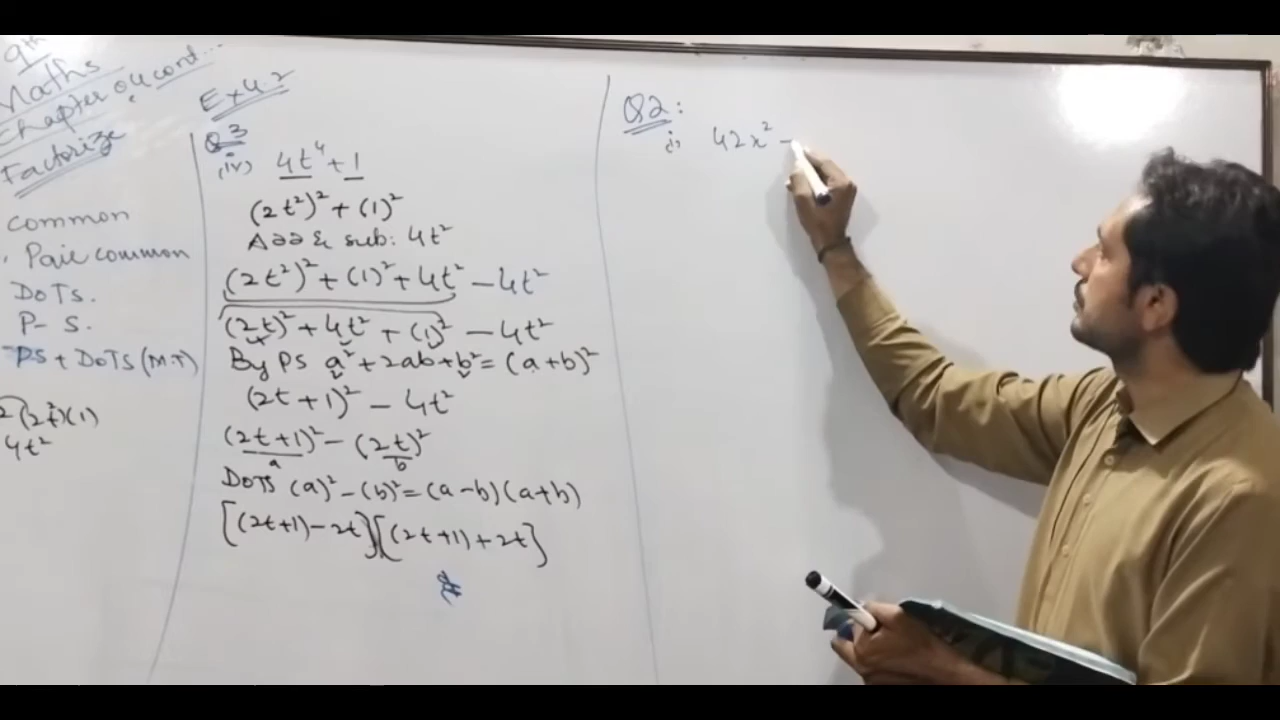 9th
Maths
Chapter 04 cont...
Factorize
Common
Pair common
DOTS.
P- S.
PS + DOTS (M.T)
2(2t²)(1)
4t²
Ex 4.2
Q3
(iv) 4t⁴ + 1
(2t²)² + (1)²
Add & sub: 4t²
(2t²)² + (1)² + 4t² - 4t²
(2t)² + 4t² + (1)² - 4t²
By PS a² + 2ab + b² = (a+b)²
(2t + 1)² - 4t²
(2t+1)² - (2t)²
a b
DOTS (a)² - (b)² = (a-b)(a+b)
[(2t+1) - 2t][(2t+1) + 2t]
Q2:
i, 42x² -